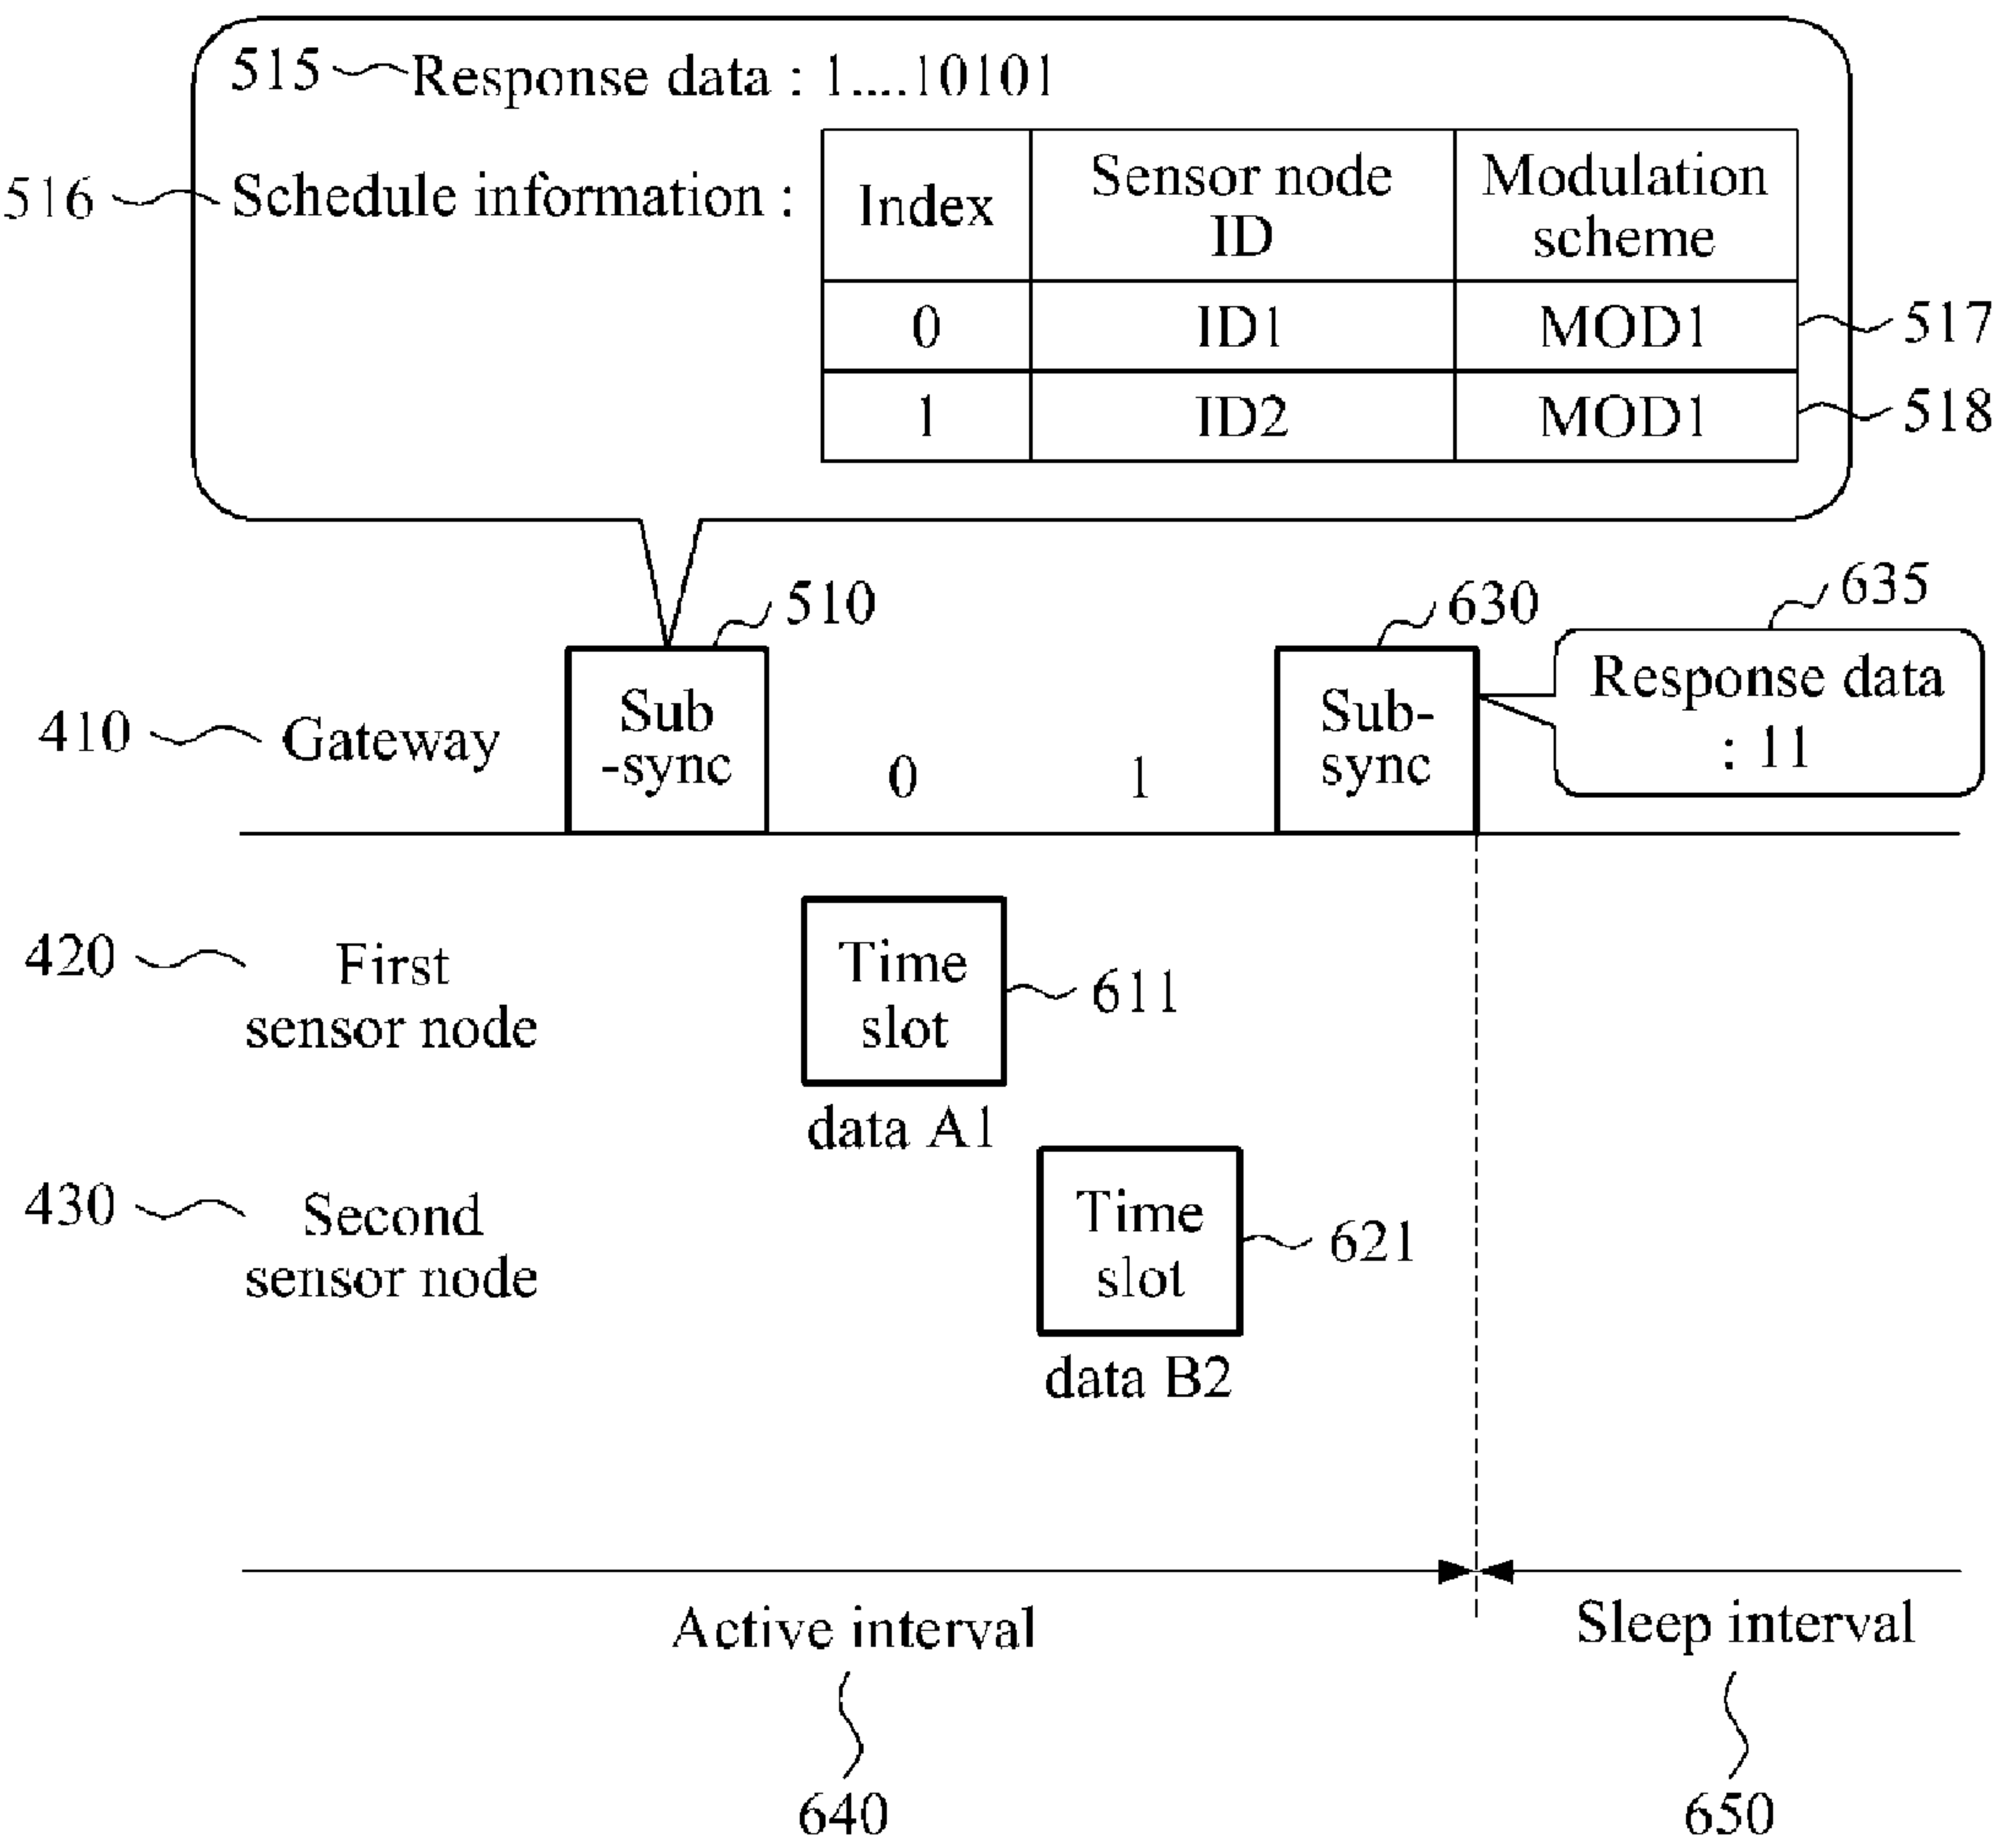 515 Response data : 1....10101
516 Schedule information :
Index
Sensor node
ID
Modulation
scheme
0 ID1 MOD1 517
1 ID2 MOD1 518
510
630
635
410 Gateway
Sub
-sync
0
1
Sub-
sync
Response data
: 11
420
First
sensor node
Time
slot
611
data A1
430
Second
sensor node
Time
slot
621
data B2
Active interval
Sleep interval
640
650